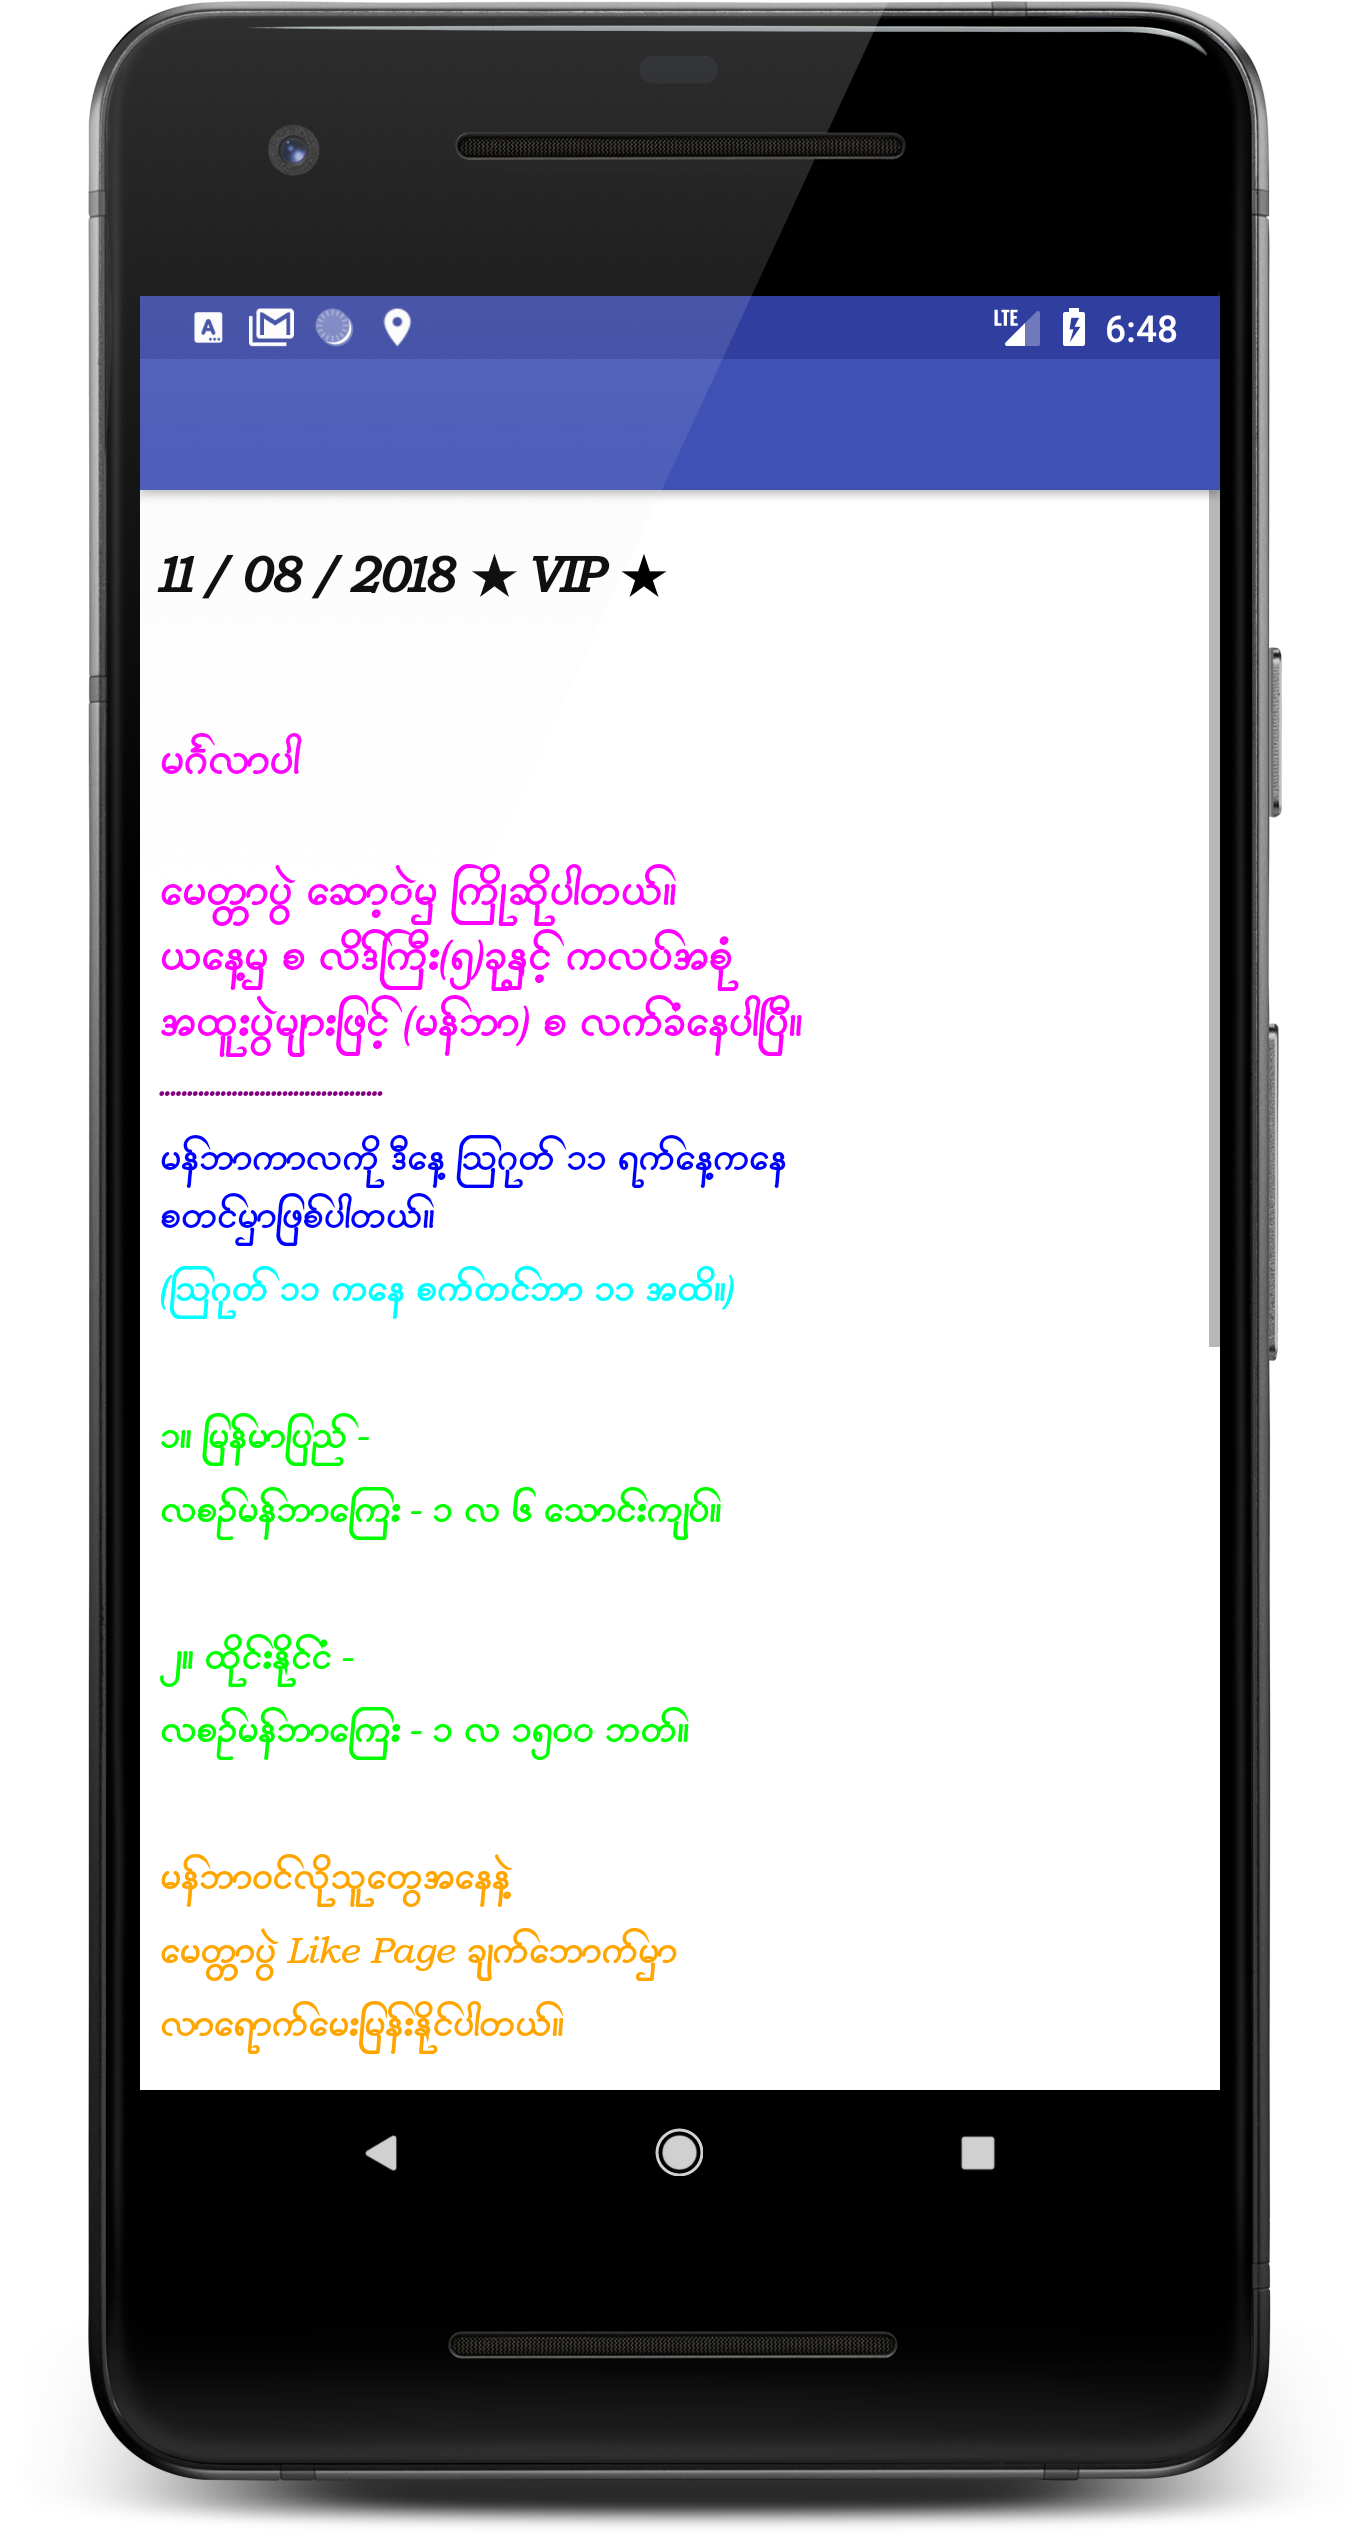 LTE 6:48
11 / 08 / 2018 ★ VIP ★
မင်္ဂလာပါ
မေတ္တာပွဲ ဆော့ဝဲမှ ကြိုဆိုပါတယ်။
ယနေ့မှ စ လိဒ်ကြီး(၅)ခုနှင့် ကလပ်အစုံ
အထူးပွဲများဖြင့် (မန်ဘာ) စ လက်ခံနေပါပြီ။
........................................
မန်ဘာကာလကို ဒီနေ့ ဩဂုတ် ၁၁ ရက်နေ့ကနေ
စတင်မှာဖြစ်ပါတယ်။
(ဩဂုတ် ၁၁ ကနေ စက်တင်ဘာ ၁၁ အထိ။)
၁။ မြန်မာပြည် -
လစဉ်မန်ဘာကြေး - ၁ လ ၆ သောင်းကျပ်။
၂။ ထိုင်းနိုင်ငံ -
လစဉ်မန်ဘာကြေး - ၁ လ ၁၅၀၀ ဘတ်။
မန်ဘာဝင်လိုသူတွေအနေနဲ့
မေတ္တာပွဲ Like Page ချက်ဘောက်မှာ
လာရောက်မေးမြန်းနိုင်ပါတယ်။